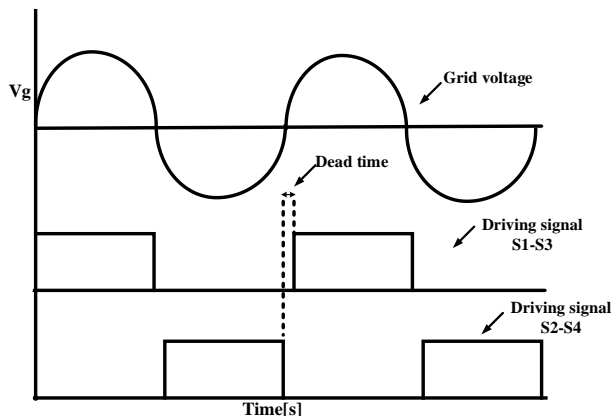 Vg
Grid voltage
Dead time
Driving signal
S1-S3
Driving signal
S2-S4
Time[s]